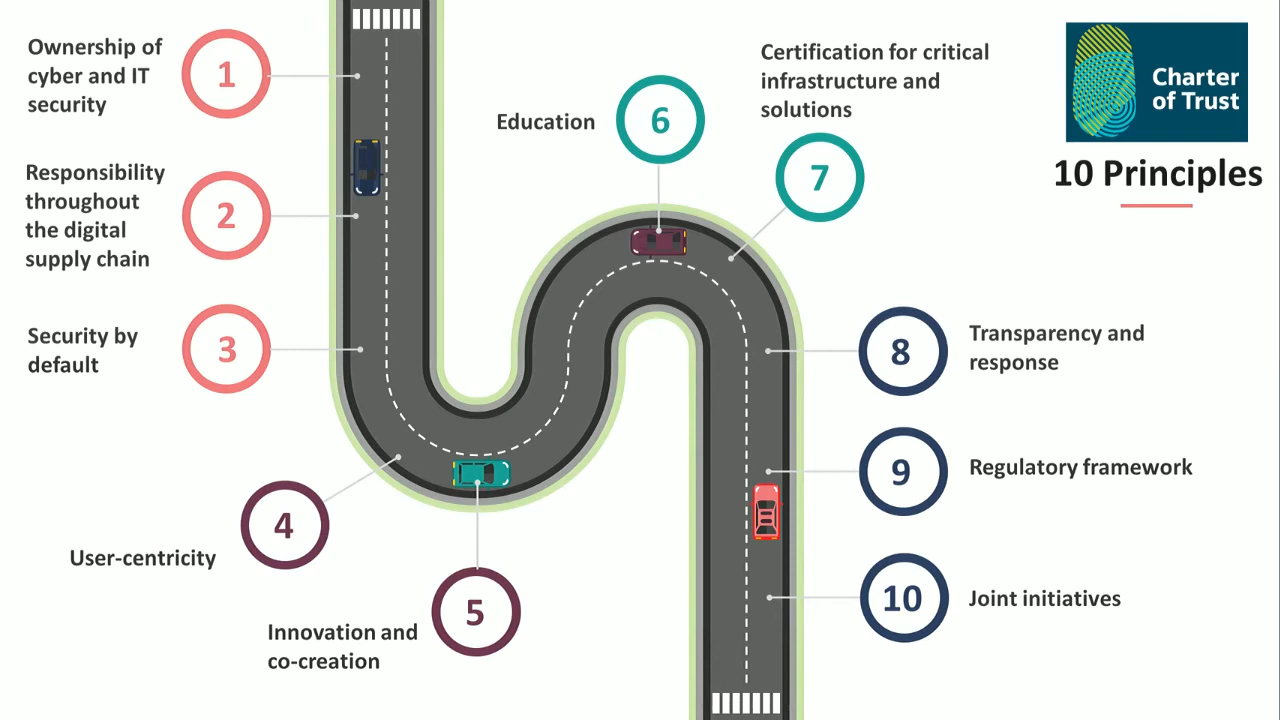 Ownership of
cyber and IT
security
1
Responsibility
throughout
the digital
supply chain
2
Security by
default
3
User-centricity
4
Innovation and
co-creation
5
Education
6
Certification for critical
infrastructure and
solutions
7
Charter
of Trust
10 Principles
8
Transparency and
response
9
Regulatory framework
10
Joint initiatives